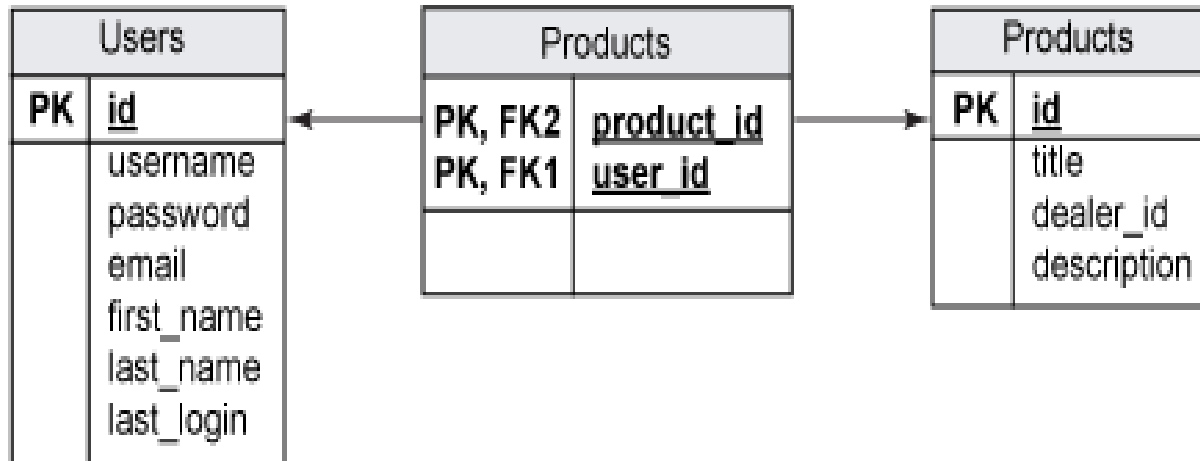 Users
PK id
username
password
email
first_name
last_name
last_login
Products
PK, FK2 product_id
PK, FK1 user_id
Products
PK id
title
dealer_id
description